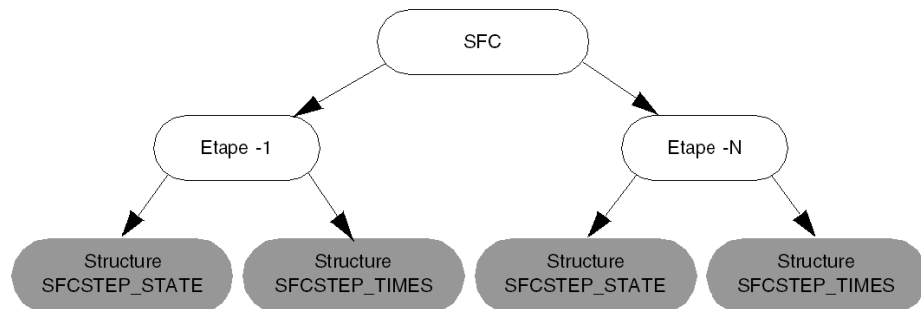 SFC
Etape -1
Etape -N
Structure
SFCSTEP_STATE
Structure
SFCSTEP_TIMES
Structure
SFCSTEP_STATE
Structure
SFCSTEP_TIMES